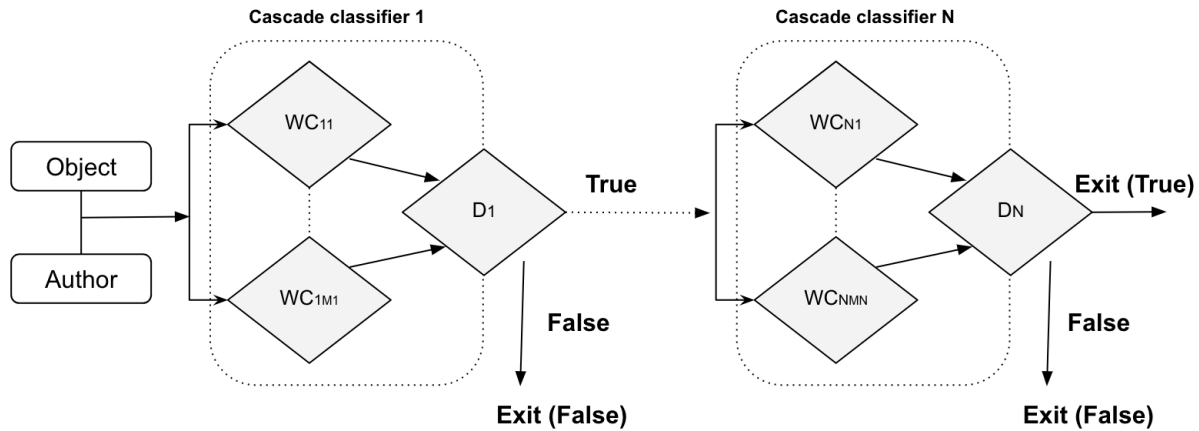 Cascade classifier 1
Cascade classifier N
Object
Author
WC11
WC1M1
D1
True
False
Exit (False)
WCN1
WCNMN
DN
Exit (True)
False
Exit (False)